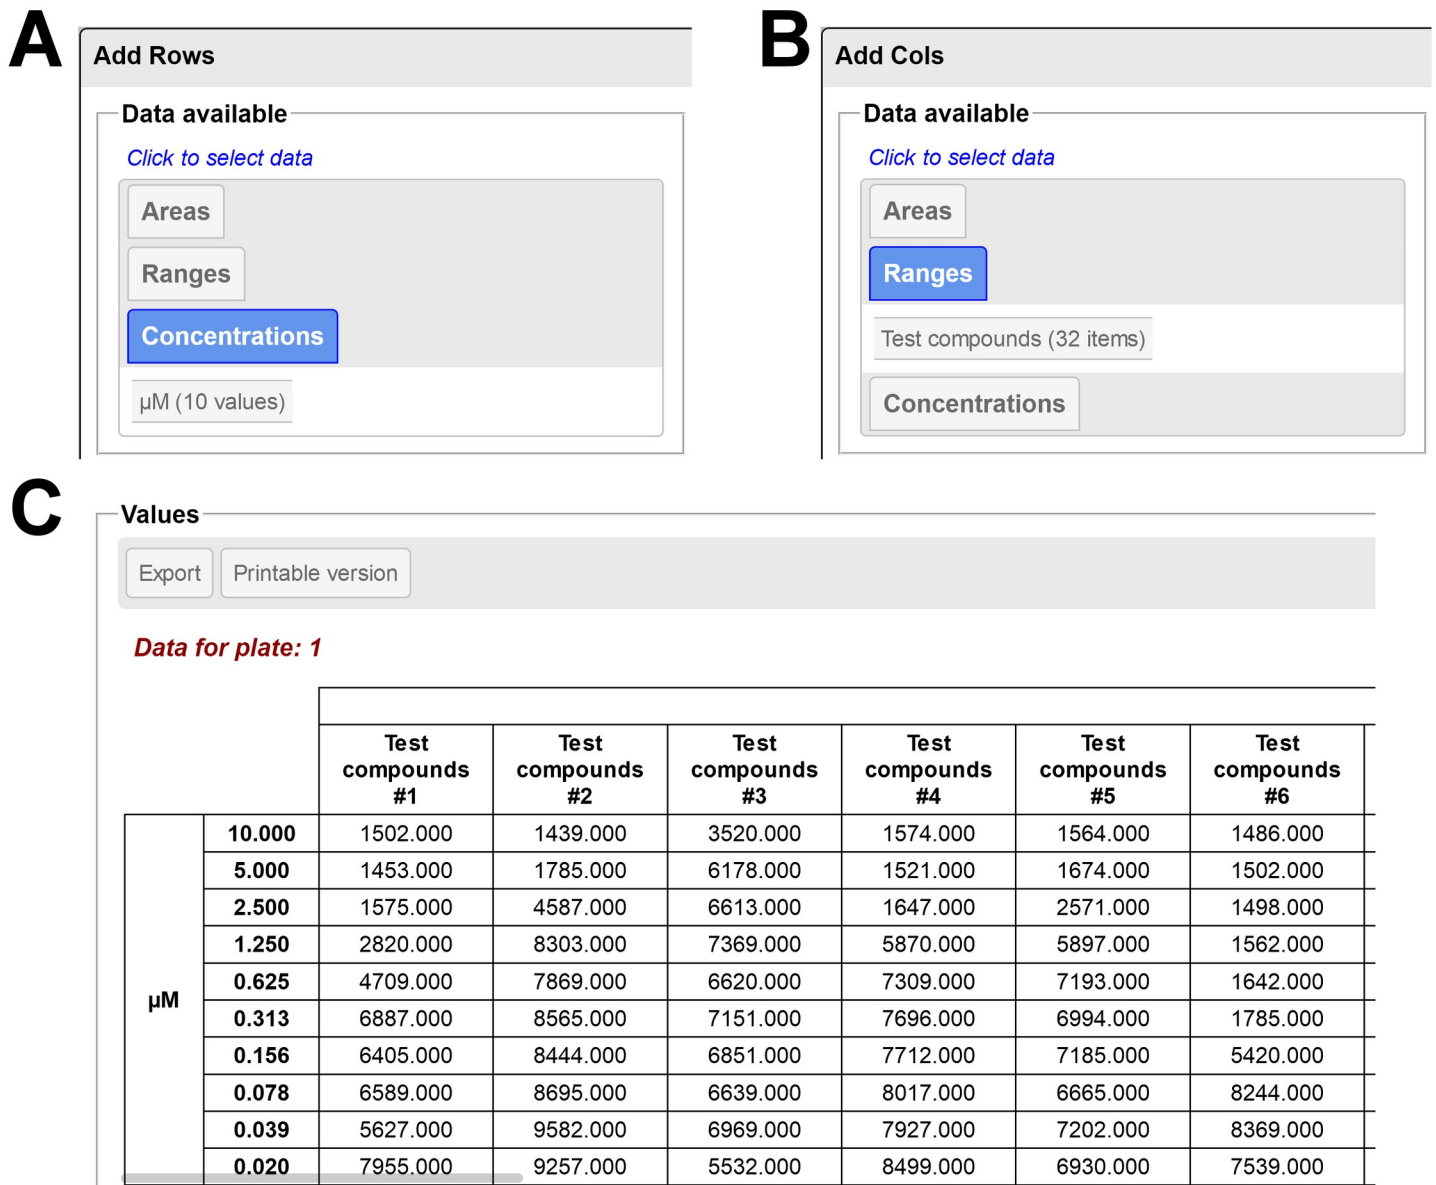 A
Add Rows
Data available
Click to select data
Areas
Ranges
Concentrations
µM (10 values)
B
Add Cols
Data available
Click to select data
Areas
Ranges
Test compounds (32 items)
Concentrations
C
Values
Export Printable version
Data for plate: 1
Test compounds #1 Test compounds #2 Test compounds #3 Test compounds #4 Test compounds #5 Test compounds #6
µM
10.000 1502.000 1439.000 3520.000 1574.000 1564.000 1486.000
5.000 1453.000 1785.000 6178.000 1521.000 1674.000 1502.000
2.500 1575.000 4587.000 6613.000 1647.000 2571.000 1498.000
1.250 2820.000 8303.000 7369.000 5870.000 5897.000 1562.000
0.625 4709.000 7869.000 6620.000 7309.000 7193.000 1642.000
0.313 6887.000 8565.000 7151.000 7696.000 6994.000 1785.000
0.156 6405.000 8444.000 6851.000 7712.000 7185.000 5420.000
0.078 6589.000 8695.000 6639.000 8017.000 6665.000 8244.000
0.039 5627.000 9582.000 6969.000 7927.000 7202.000 8369.000
0.020 7955.000 9257.000 5532.000 8499.000 6930.000 7539.000